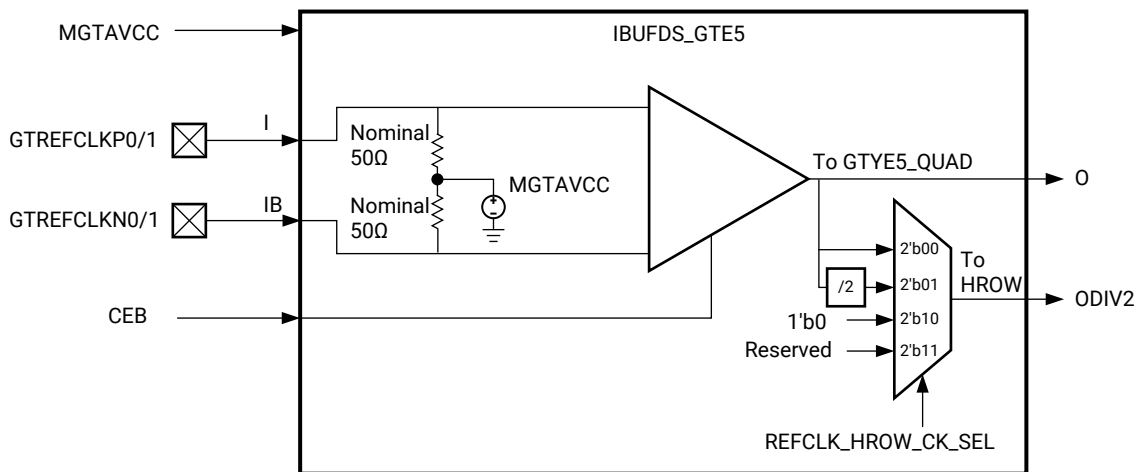 MGTAVCC
IBUFDS_GTE5
GTREFCLKP0/1
I
Nominal
50Ω
To GTYE5_QUAD
O
MGTAVCC
GTREFCLKN0/1
IB
Nominal
50Ω
2'b00
To
HROW
/2
2'b01
ODIV2
CEB
1'b0
2'b10
Reserved
2'b11
REFCLK_HROW_CK_SEL